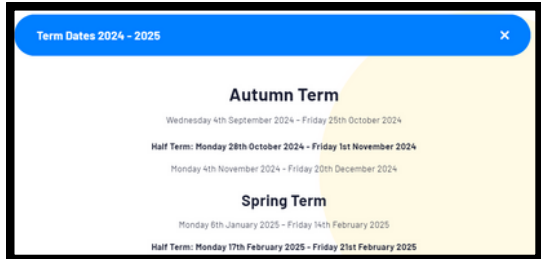 Term Dates 2024 - 2025 ×
Autumn Term
Wednesday 4th September 2024 - Friday 25th October 2024
Half Term: Monday 28th October 2024 - Friday 1st November 2024
Monday 4th November 2024 - Friday 20th December 2024
Spring Term
Monday 6th January 2025 - Friday 14th February 2025
Half Term: Monday 17th February 2025 - Friday 21st February 2025